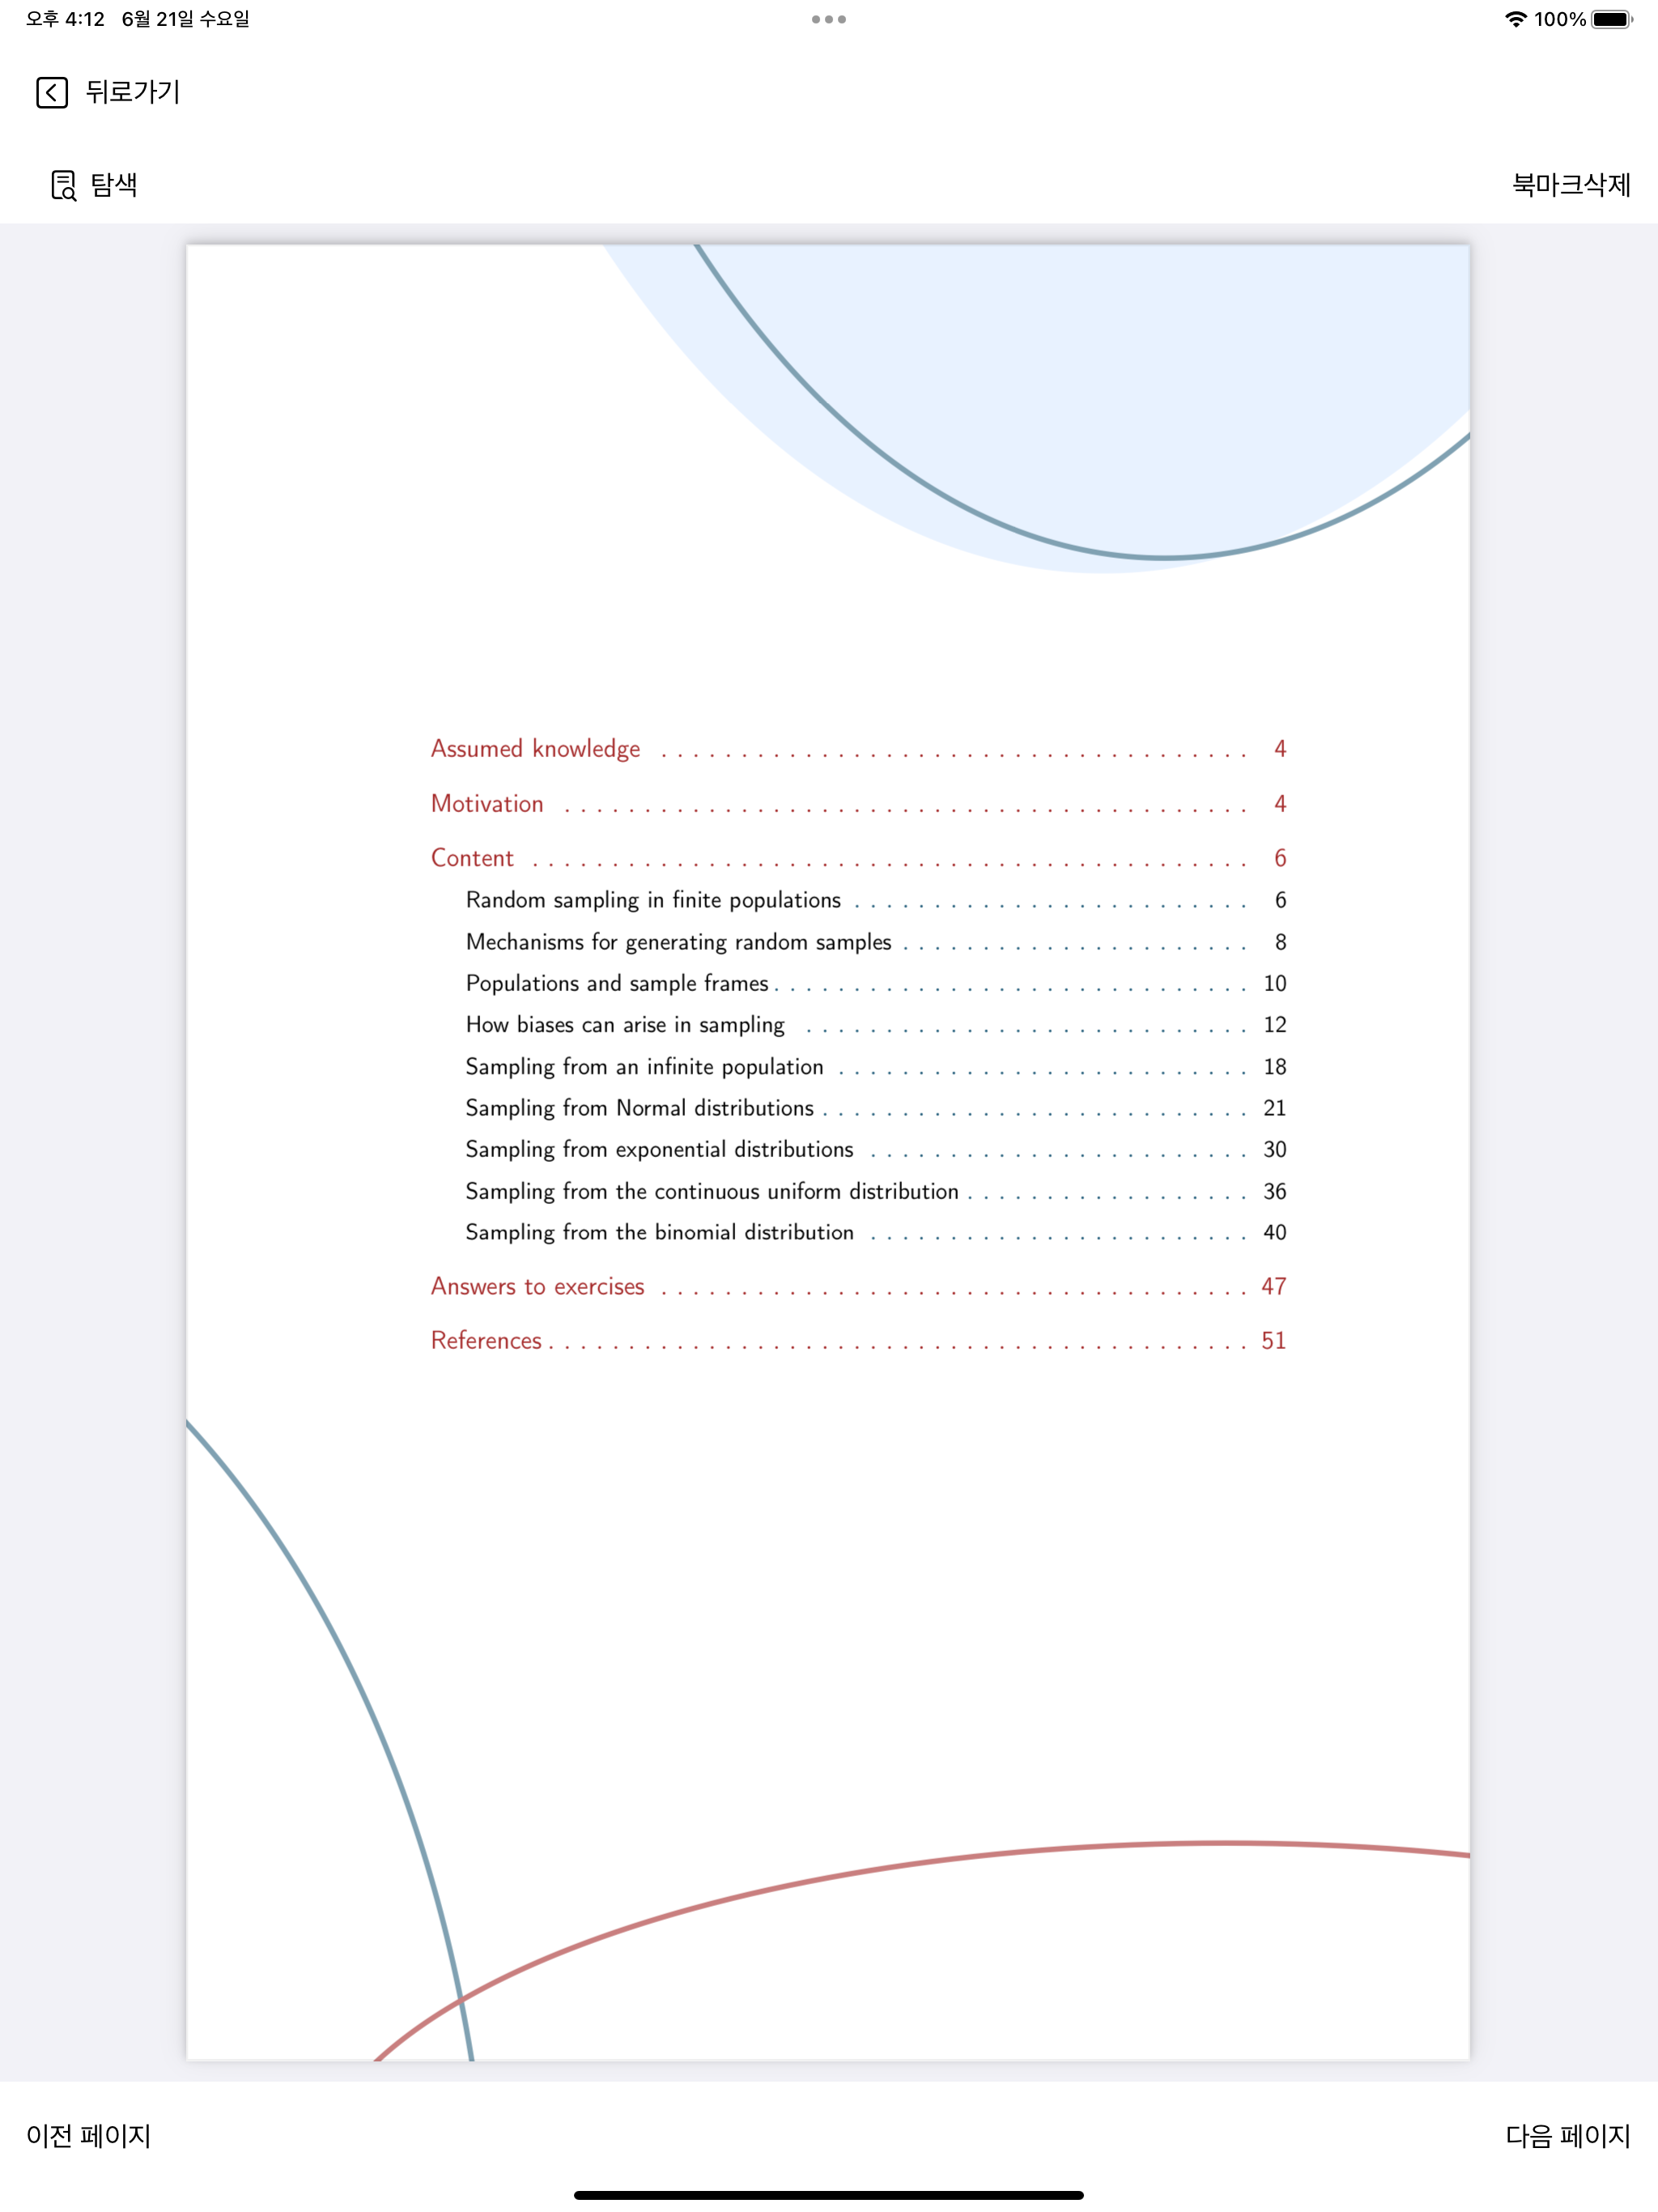 오후 4:12 6월 21일 수요일
100%
뒤로가기
탐색
북마크삭제
Assumed knowledge . . . . . . . . . . . . . . . . . . . . . . . . . . . . . . . . . . . . . 4
Motivation . . . . . . . . . . . . . . . . . . . . . . . . . . . . . . . . . . . . . . . . . . . 4
Content . . . . . . . . . . . . . . . . . . . . . . . . . . . . . . . . . . . . . . . . . . . . . 6
Random sampling in finite populations . . . . . . . . . . . . . . . . . . . . . . . . . 6
Mechanisms for generating random samples . . . . . . . . . . . . . . . . . . . . . . 8
Populations and sample frames . . . . . . . . . . . . . . . . . . . . . . . . . . . . . . 10
How biases can arise in sampling . . . . . . . . . . . . . . . . . . . . . . . . . . . . 12
Sampling from an infinite population . . . . . . . . . . . . . . . . . . . . . . . . . . 18
Sampling from Normal distributions . . . . . . . . . . . . . . . . . . . . . . . . . . . 21
Sampling from exponential distributions . . . . . . . . . . . . . . . . . . . . . . . . 30
Sampling from the continuous uniform distribution . . . . . . . . . . . . . . . . . . 36
Sampling from the binomial distribution . . . . . . . . . . . . . . . . . . . . . . . . 40
Answers to exercises . . . . . . . . . . . . . . . . . . . . . . . . . . . . . . . . . . . . . 47
References . . . . . . . . . . . . . . . . . . . . . . . . . . . . . . . . . . . . . . . . . . . . 51
이전 페이지
다음 페이지